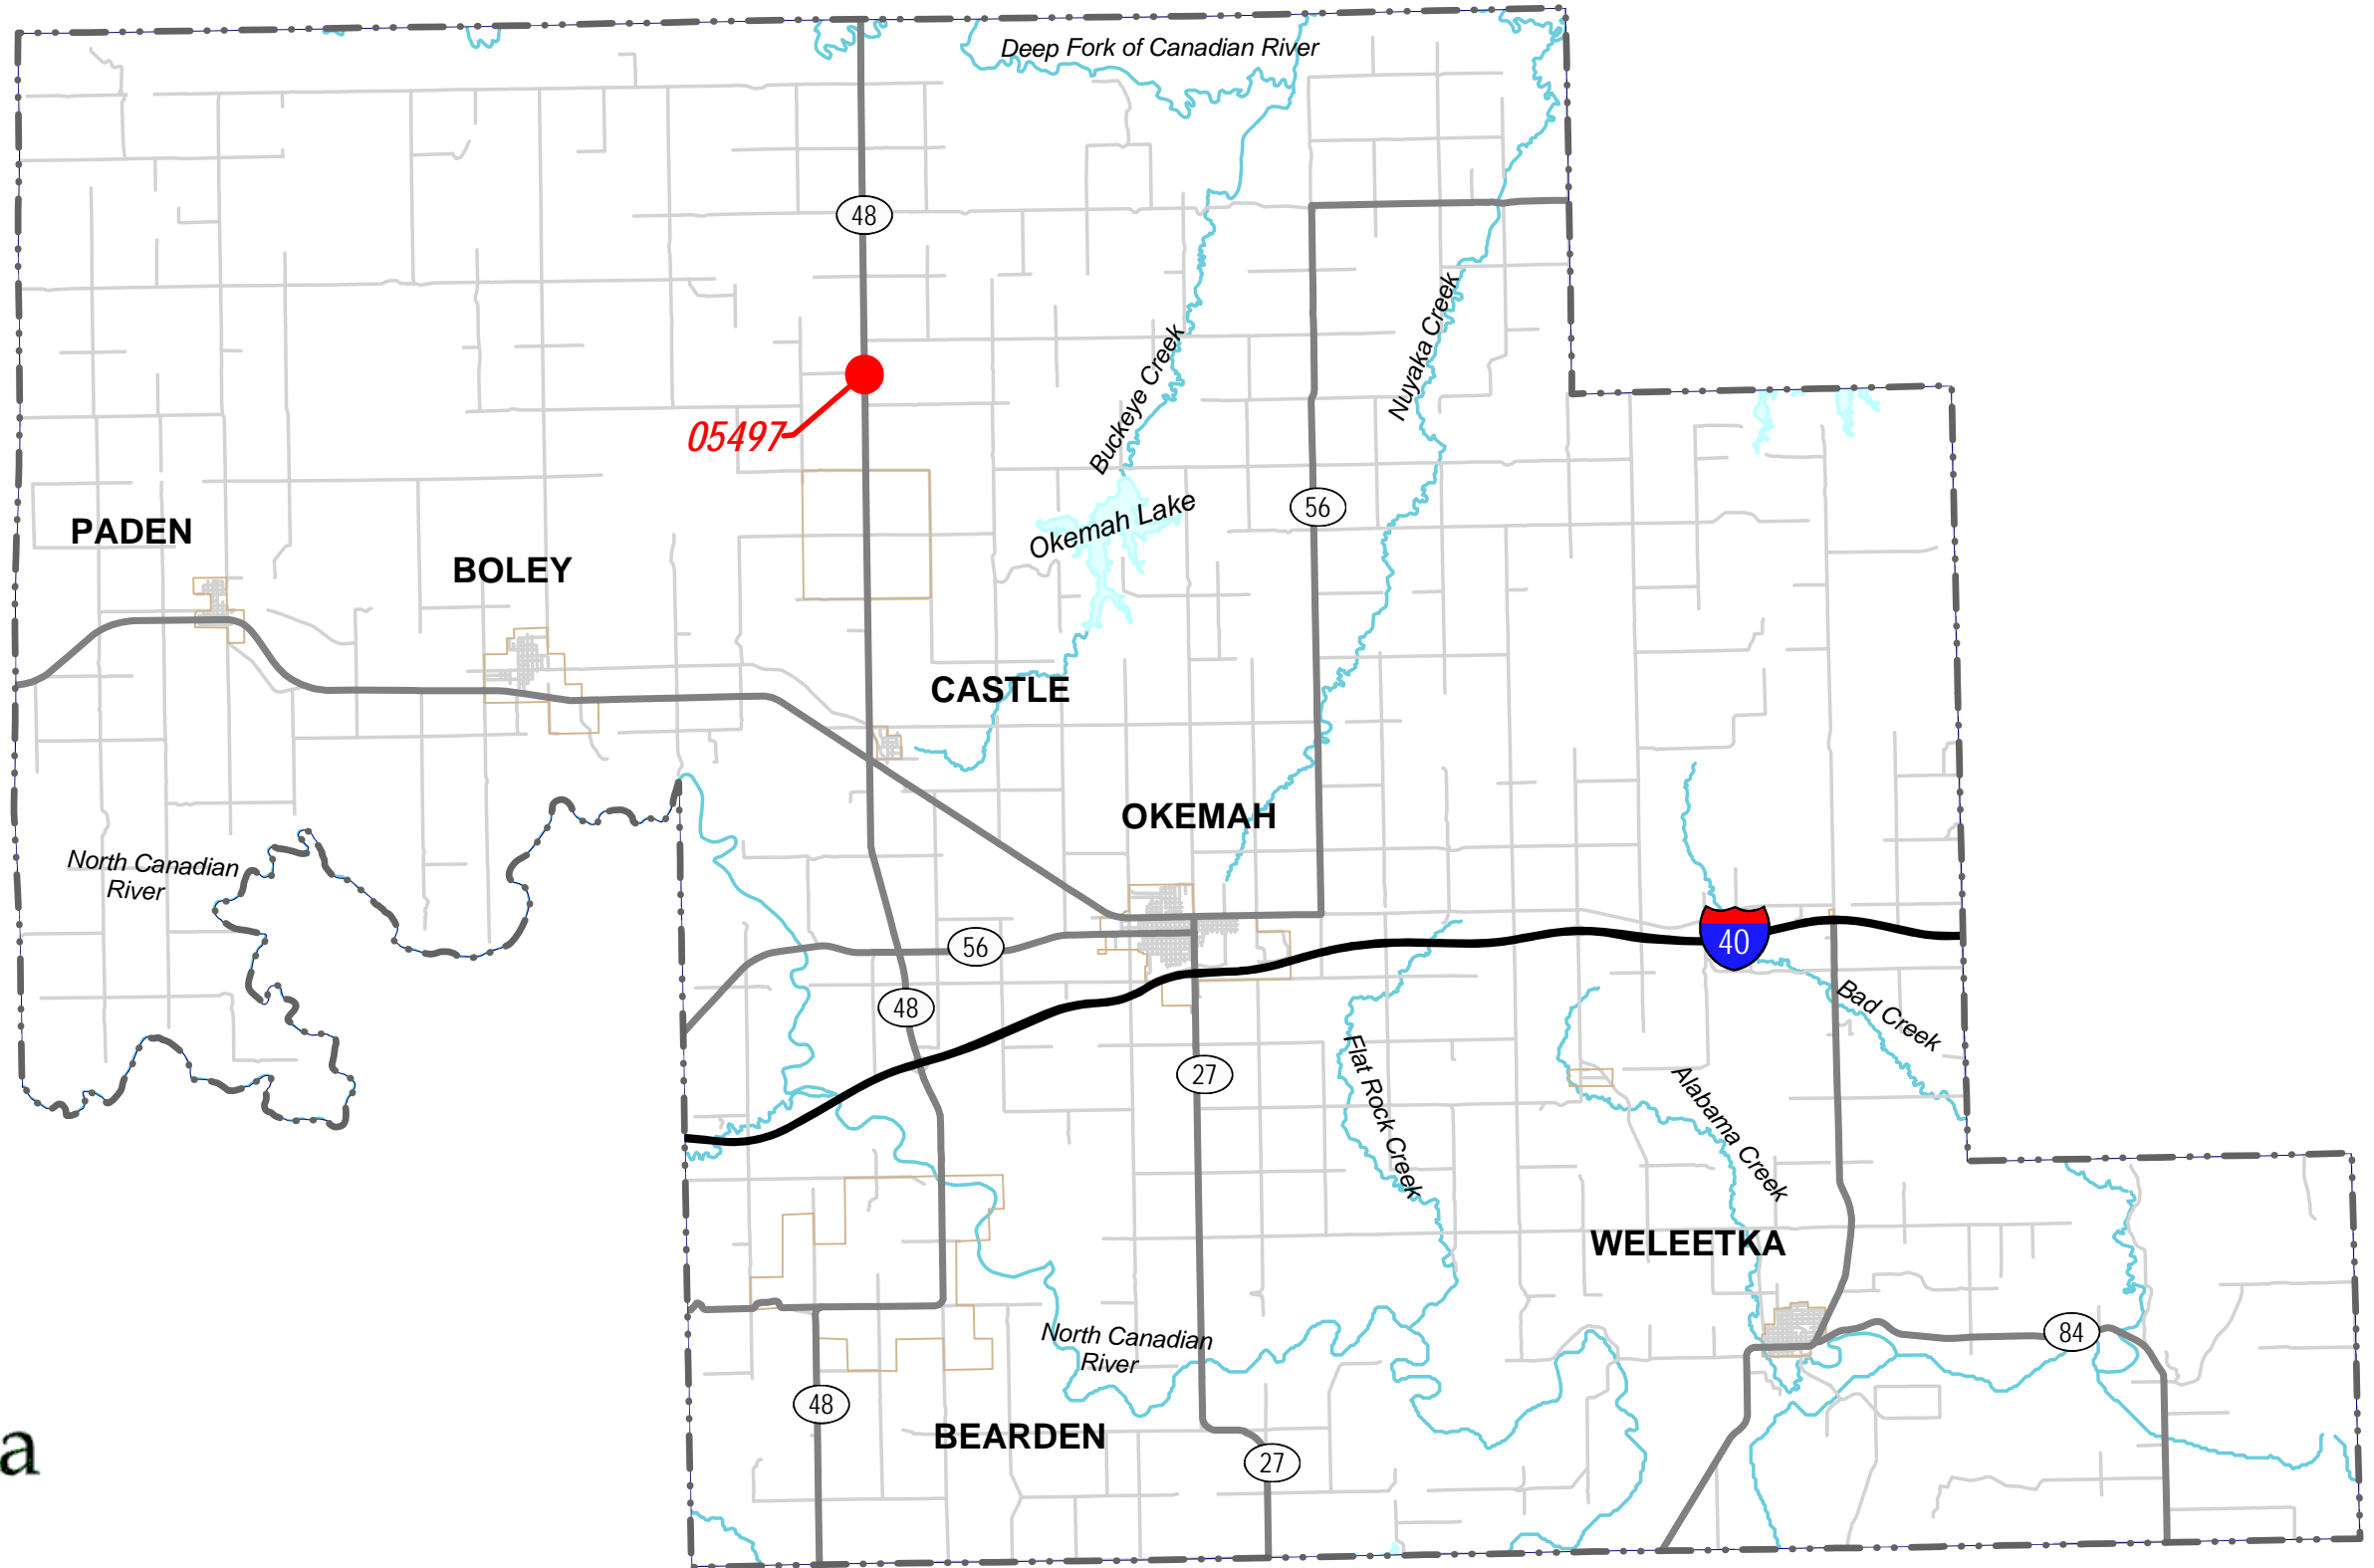 Deep Fork of Canadian River
48
Buckeye Creek
Nuyaka Creek
05497
Okemah Lake
56
PADEN
BOLEY
CASTLE
OKEMAH
North Canadian
River
56
40
48
Bad Creek
27
Flat Rock Creek
Alabama Creek
WELEETKA
North Canadian
River
84
48
BEARDEN
27
a